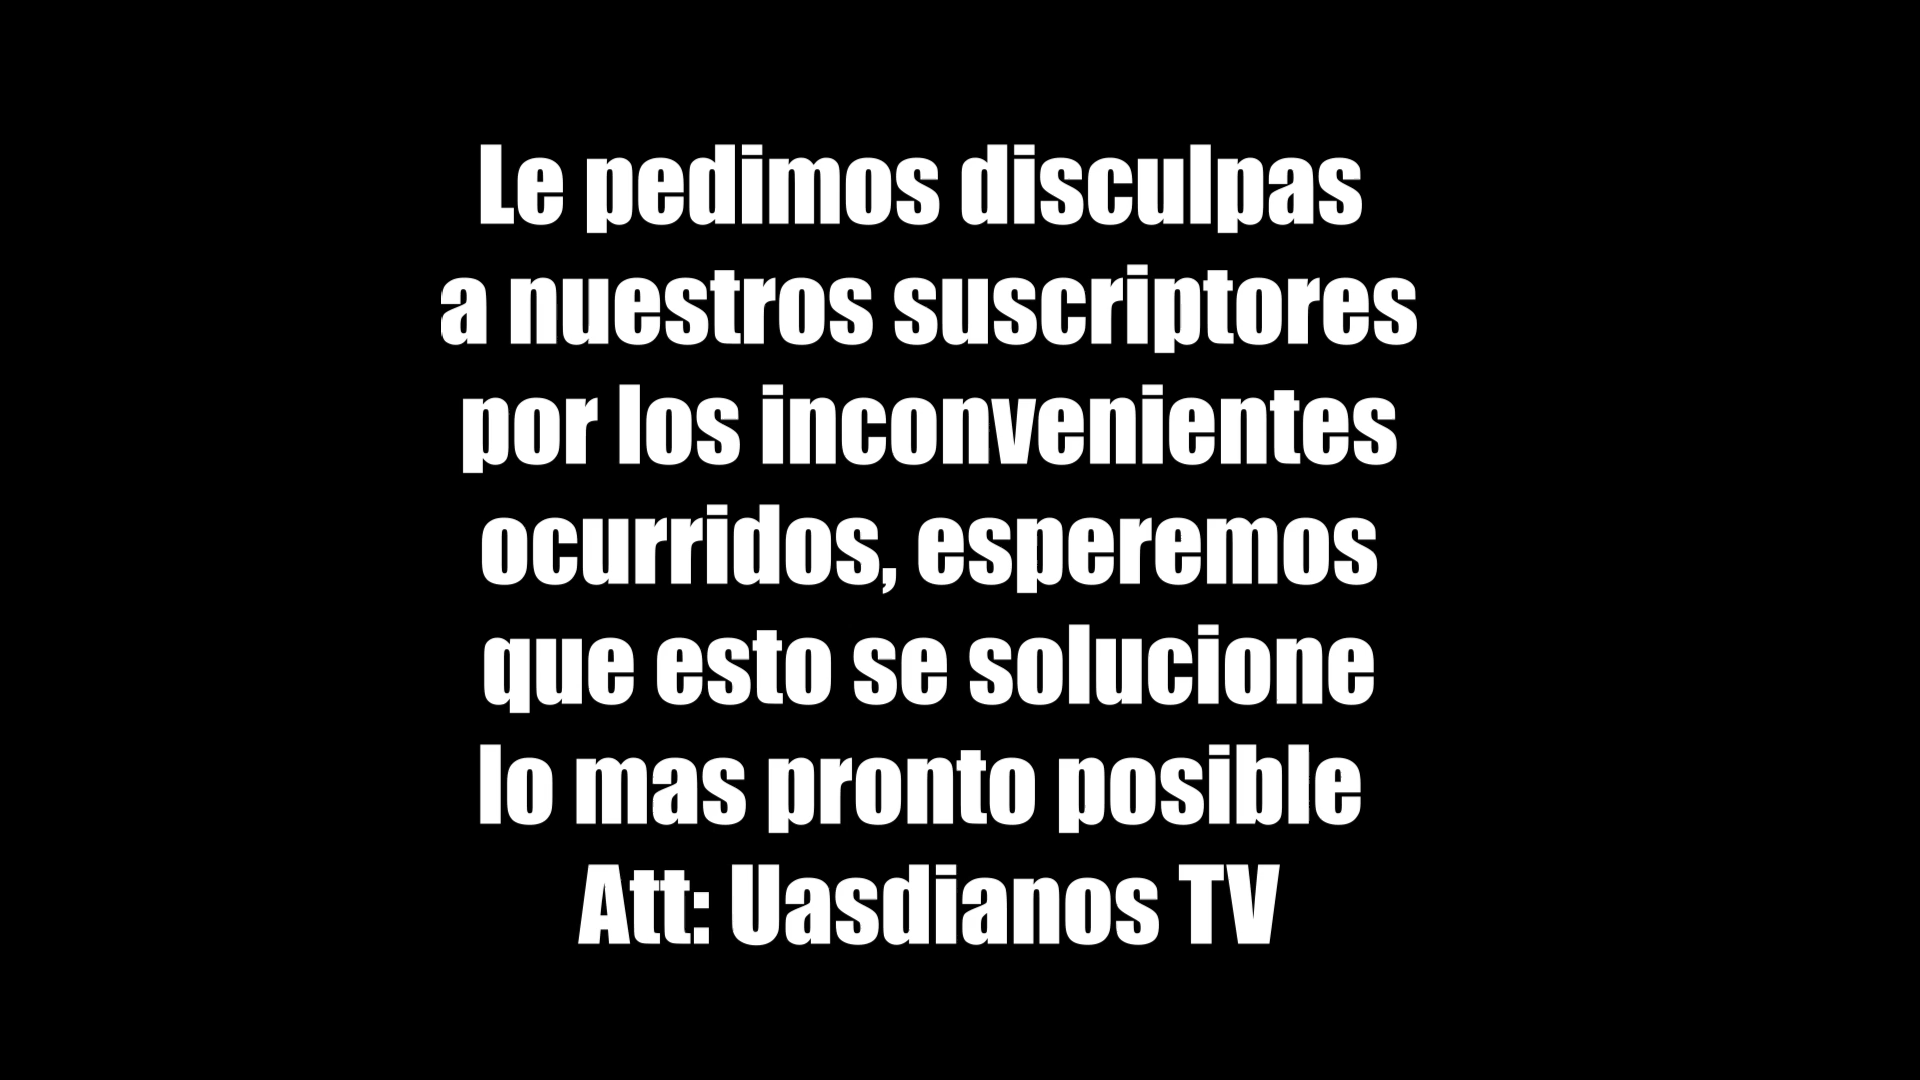 Le pedimos disculpas
a nuestros suscriptores
por los inconvenientes
ocurridos, esperemos
que esto se solucione
lo mas pronto posible
Att: Uasdianos TV